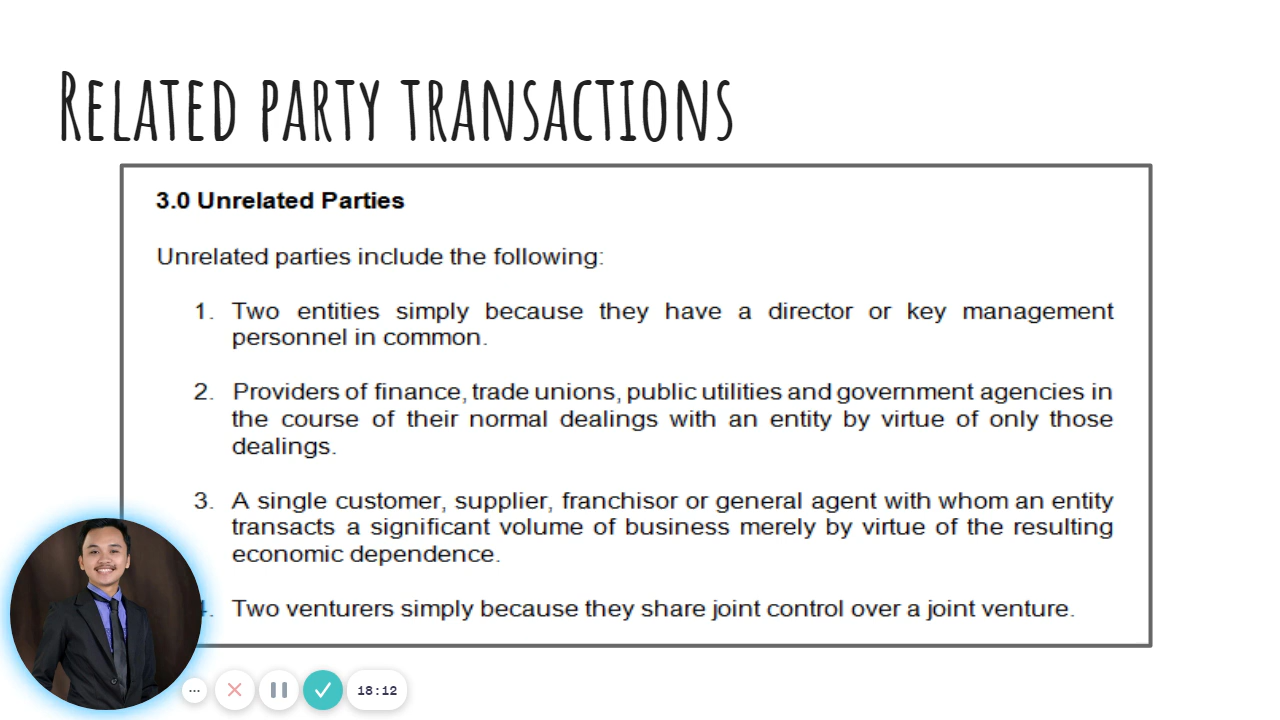 Related party transactions
3.0 Unrelated Parties
Unrelated parties include the following:
1. Two entities simply because they have a director or key management
personnel in common.
2. Providers of finance, trade unions, public utilities and government agencies in
the course of their normal dealings with an entity by virtue of only those
dealings.
3. A single customer, supplier, franchisor or general agent with whom an entity
transacts a significant volume of business merely by virtue of the resulting
economic dependence.
4. Two venturers simply because they share joint control over a joint venture.
18:12